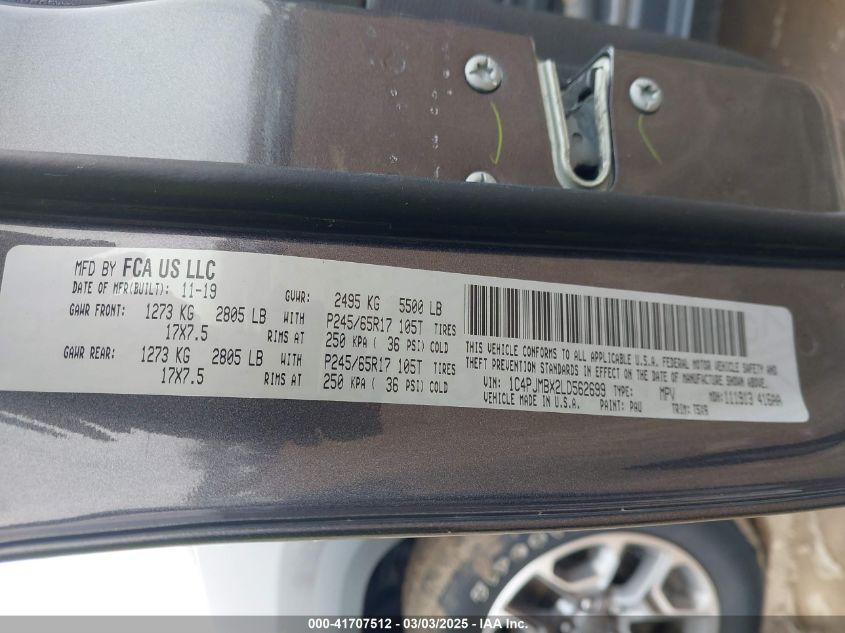 MFD BY FCA US LLC
DATE OF MFR(BUILT): 11-19 GVWR: 2495 KG 5500 LB
GAWR FRONT: 1273 KG 2805 LB WITH P245/65R17 105T TIRES
17X7.5 RIMS AT 250 KPA ( 36 PSI) COLD
GAWR REAR: 1273 KG 2805 LB WITH P245/65R17 105T TIRES
17X7.5 RIMS AT 250 KPA ( 36 PSI) COLD
THIS VEHICLE CONFORMS TO ALL APPLICABLE U.S.A. FEDERAL MOTOR VEHICLE SAFETY AND
THEFT PREVENTION STANDARDS IN EFFECT ON THE DATE OF MANUFACTURE SHOWN ABOVE.
VIN: 1C4PJMBX2LD562699 TYPE: MPV MDH: 111913 415AA
VEHICLE MADE IN U.S.A. PAINT: PAU TRIM: T5X9
000-41707512 - 03/03/2025 - IAA Inc.